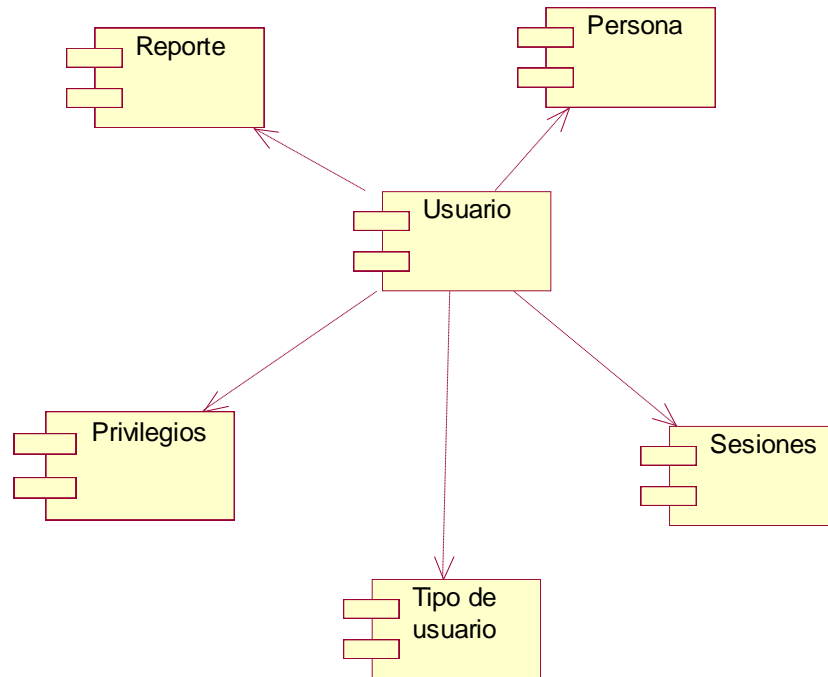 Reporte
Persona
Usuario
Privilegios
Sesiones
Tipo de
usuario